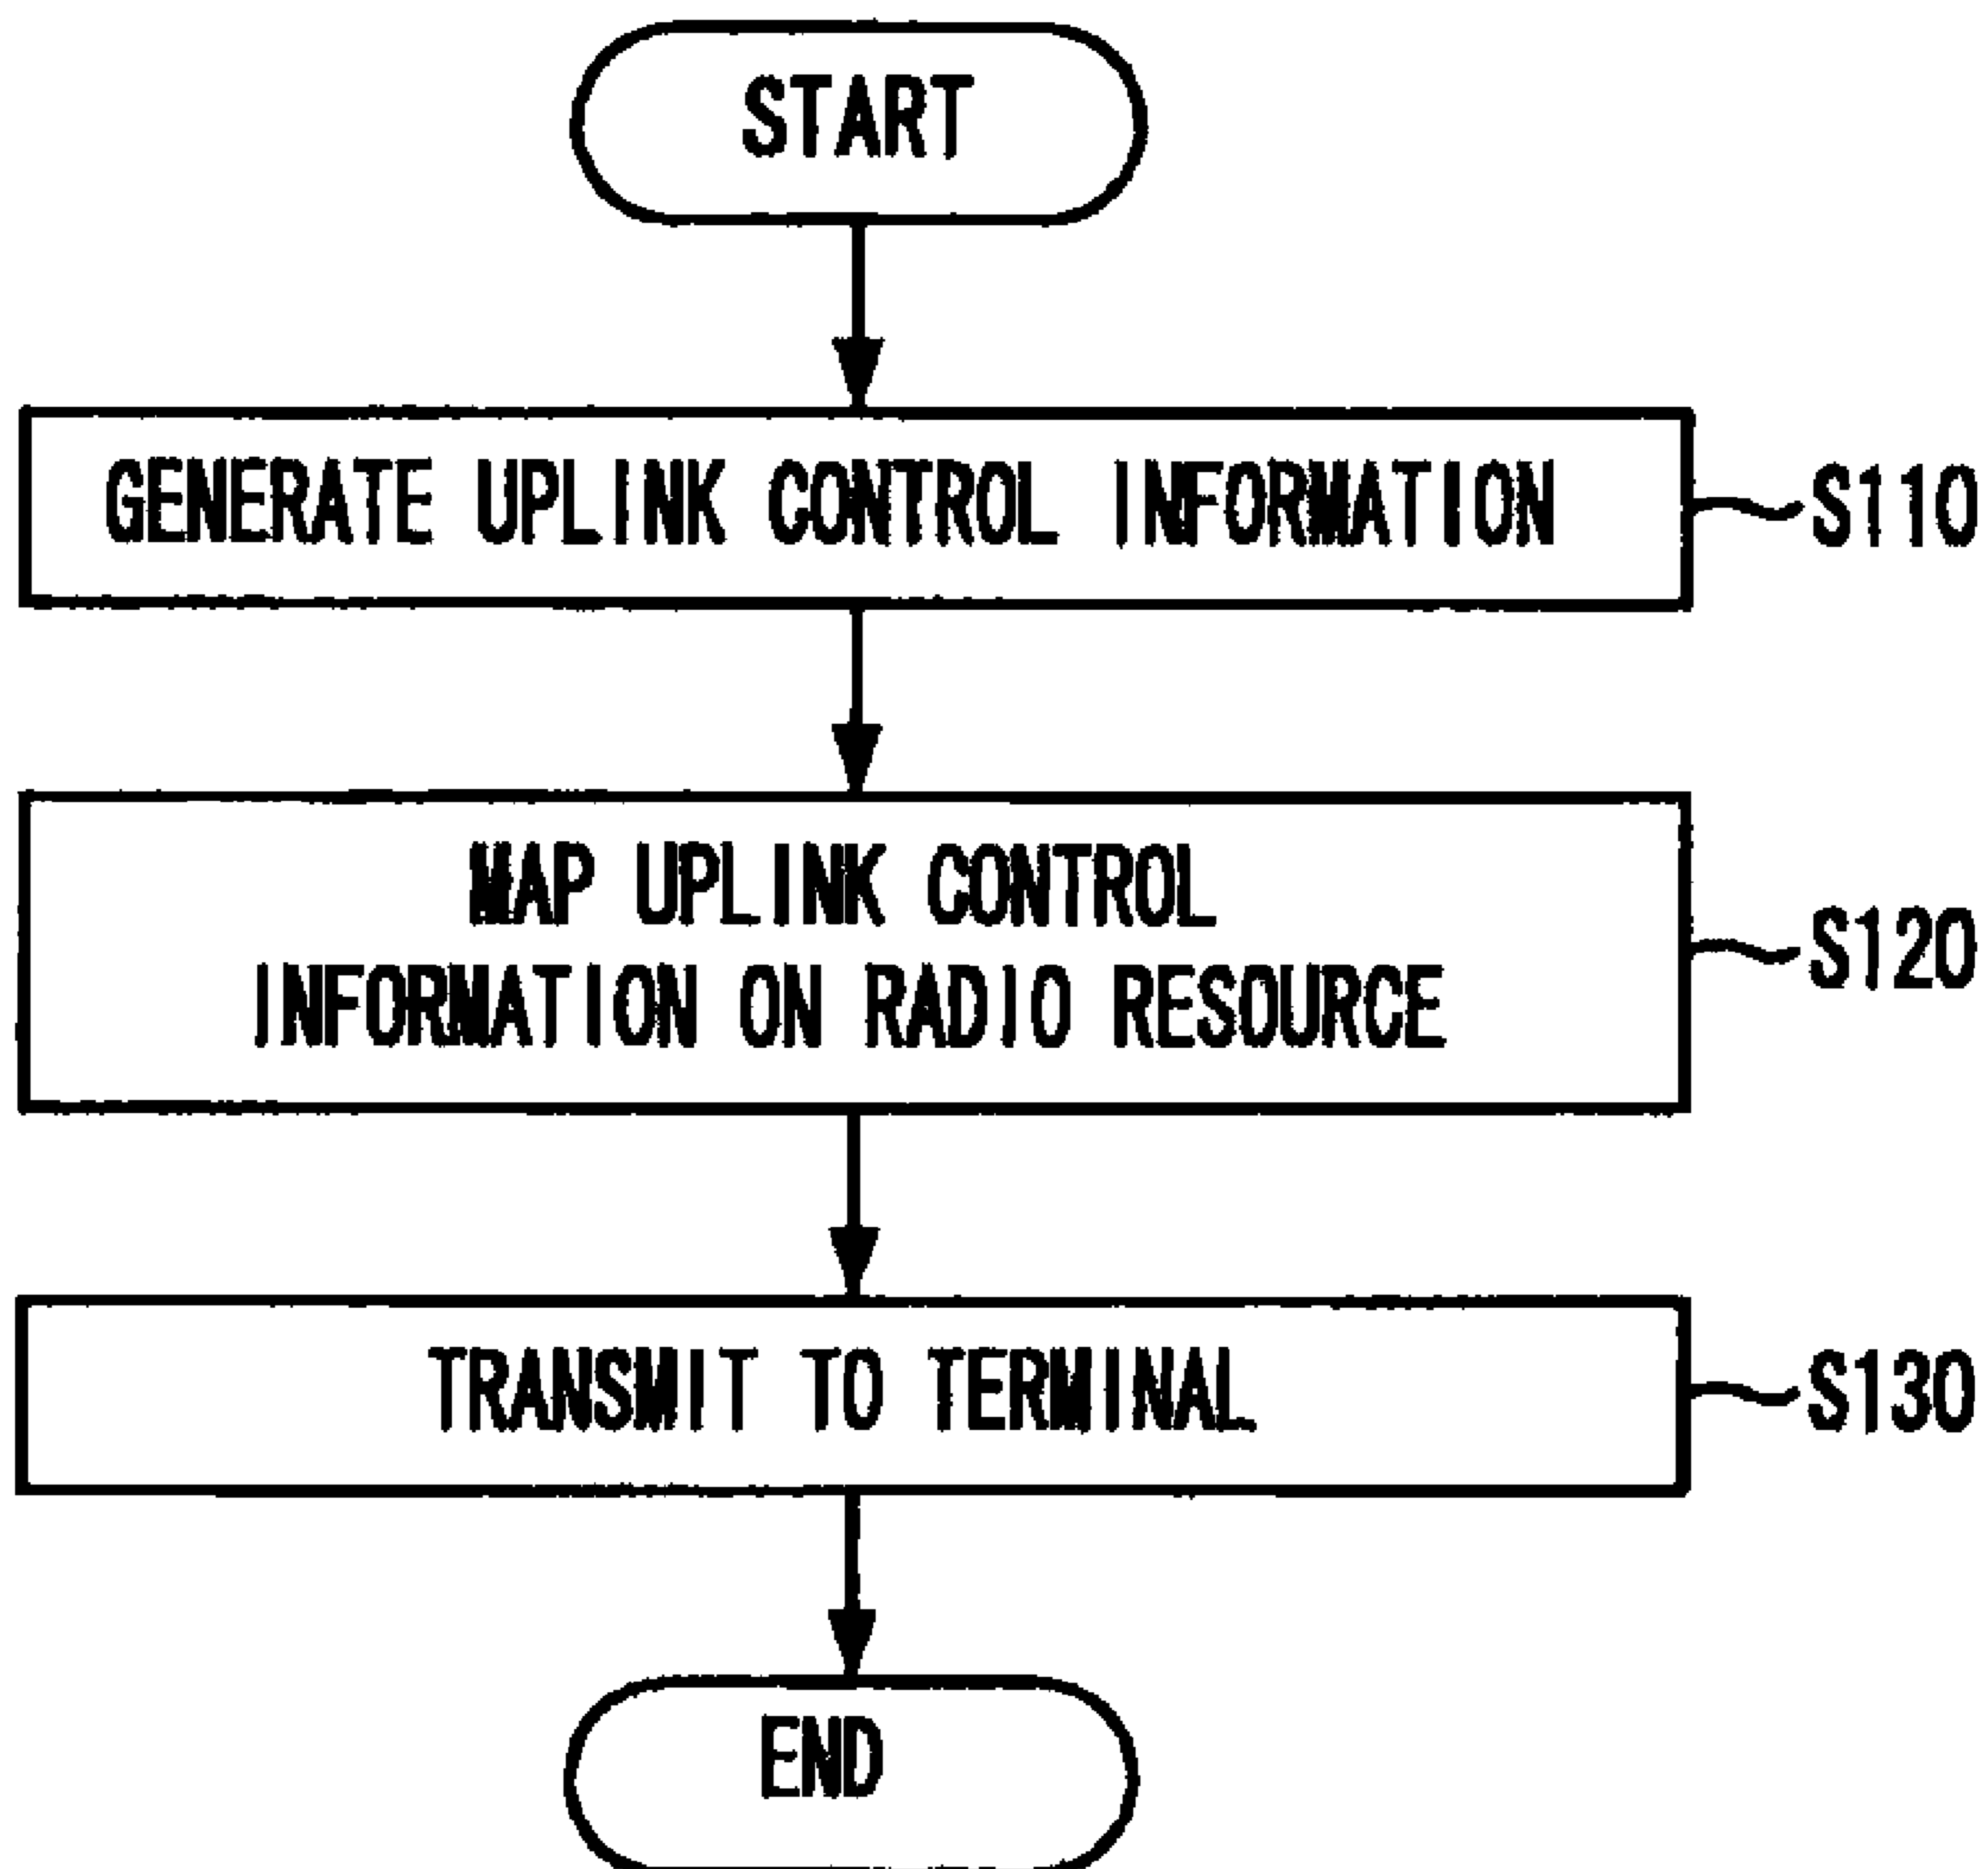 START
GENERATE UPLINK CONTROL INFORMATION
S110
MAP UPLINK CONTROL
INFORMATION ON RADIO RESOURCE
S120
TRANSMIT TO TERMINAL
S130
END